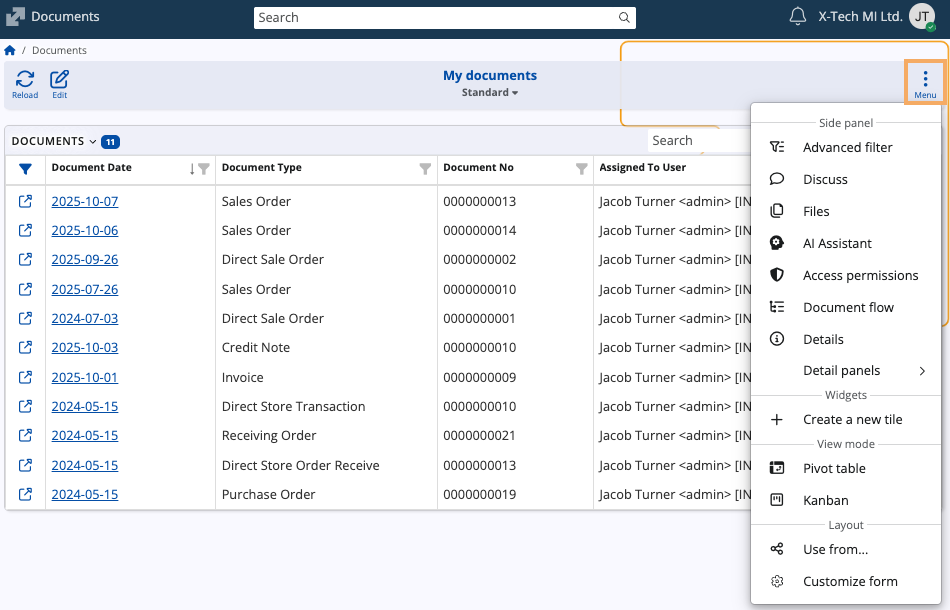 Documents
Search
X-Tech MI Ltd.
JT
/ Documents
Reload
Edit
My documents
Standard
Menu
DOCUMENTS 11
Search
Document Date
Document Type
Document No
Assigned To User
2025-10-07 Sales Order 0000000013 Jacob Turner <admin> [IN
2025-10-06 Sales Order 0000000014 Jacob Turner <admin> [IN
2025-09-26 Direct Sale Order 0000000002 Jacob Turner <admin> [IN
2025-07-26 Sales Order 0000000010 Jacob Turner <admin> [IN
2024-07-03 Direct Sale Order 0000000001 Jacob Turner <admin> [IN
2025-10-03 Credit Note 0000000010 Jacob Turner <admin> [IN
2025-10-01 Invoice 0000000009 Jacob Turner <admin> [IN
2024-05-15 Direct Store Transaction 0000000010 Jacob Turner <admin> [IN
2024-05-15 Receiving Order 0000000021 Jacob Turner <admin> [IN
2024-05-15 Direct Store Order Receive 0000000013 Jacob Turner <admin> [IN
2024-05-15 Purchase Order 0000000019 Jacob Turner <admin> [IN
Side panel
Advanced filter
Discuss
Files
AI Assistant
Access permissions
Document flow
Details
Detail panels
Widgets
Create a new tile
View mode
Pivot table
Kanban
Layout
Use from...
Customize form